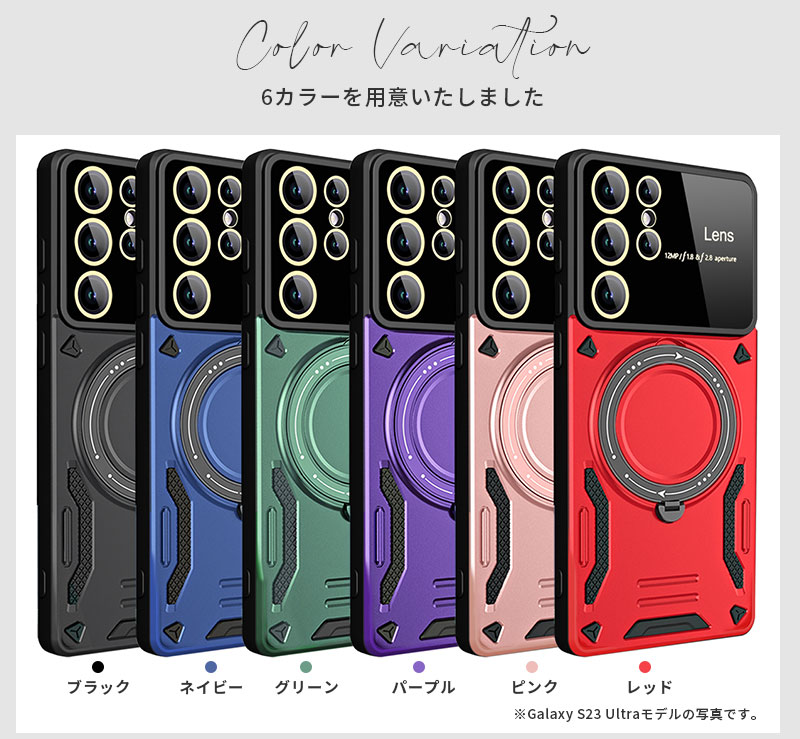 Color Variation
6カラーを用意いたしました
Lens
12MP/f1.8 & f2.8 aperture
ブラック
ネイビー
グリーン
パープル
ピンク
レッド
※Galaxy S23 Ultraモデルの写真です。